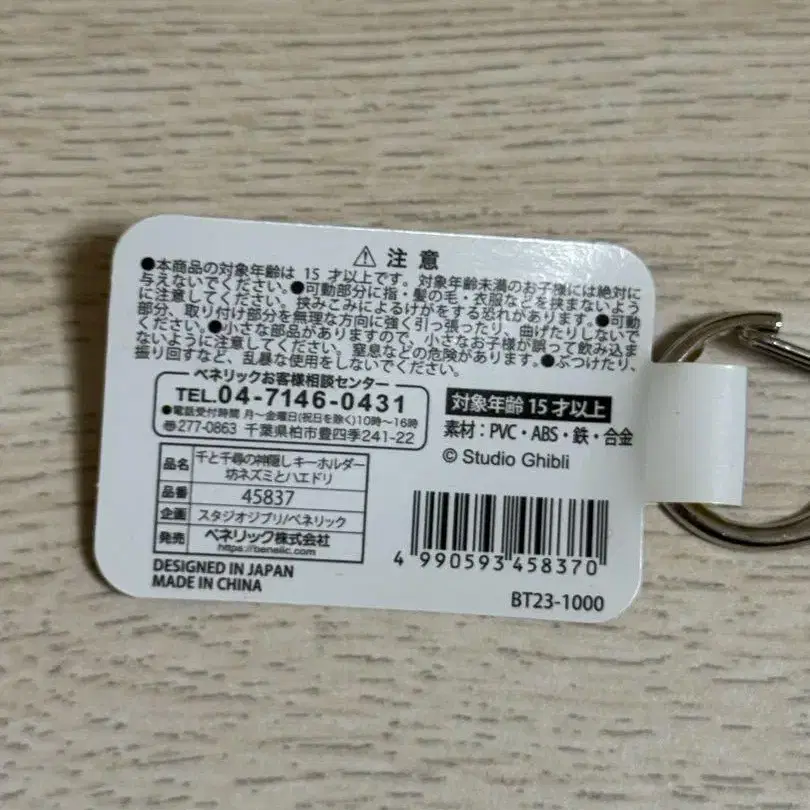 ⚠ 注意
●本商品の対象年齢は 15 才以上です。対象年齢未満のお子様には絶対に
与えないでください。●可動部分に指・髪の毛・衣服などを挟まないよう
に注意してください。挟みこみによるけがをする恐れがあります。●可動
部分、取り付け部分を無理な方向に強く引っ張ったり、曲げたりしないで
ください。●小さな部品がありますので、小さなお子様が誤って飲み込ま
ないように注意してください。窒息などの危険があります。●ぶつけたり、
振り回すなど、乱暴な使用をしないでください。
ベネリックお客様相談センター
TEL.04-7146-0431
●電話受付時間 月〜金曜日(祝日を除く)10時〜16時
〠277-0863 千葉県柏市豊四季241-22
対象年齢 15 才以上
素材：PVC・ABS・鉄・合金
© Studio Ghibli
品名 千と千尋の神隠し キーホルダー
坊ネズミとハエドリ
品番 45837
企画 スタジオジブリ/ベネリック
発売 ベネリック株式会社
https://benelic.com
DESIGNED IN JAPAN
MADE IN CHINA
4 990593 458370
BT23-1000